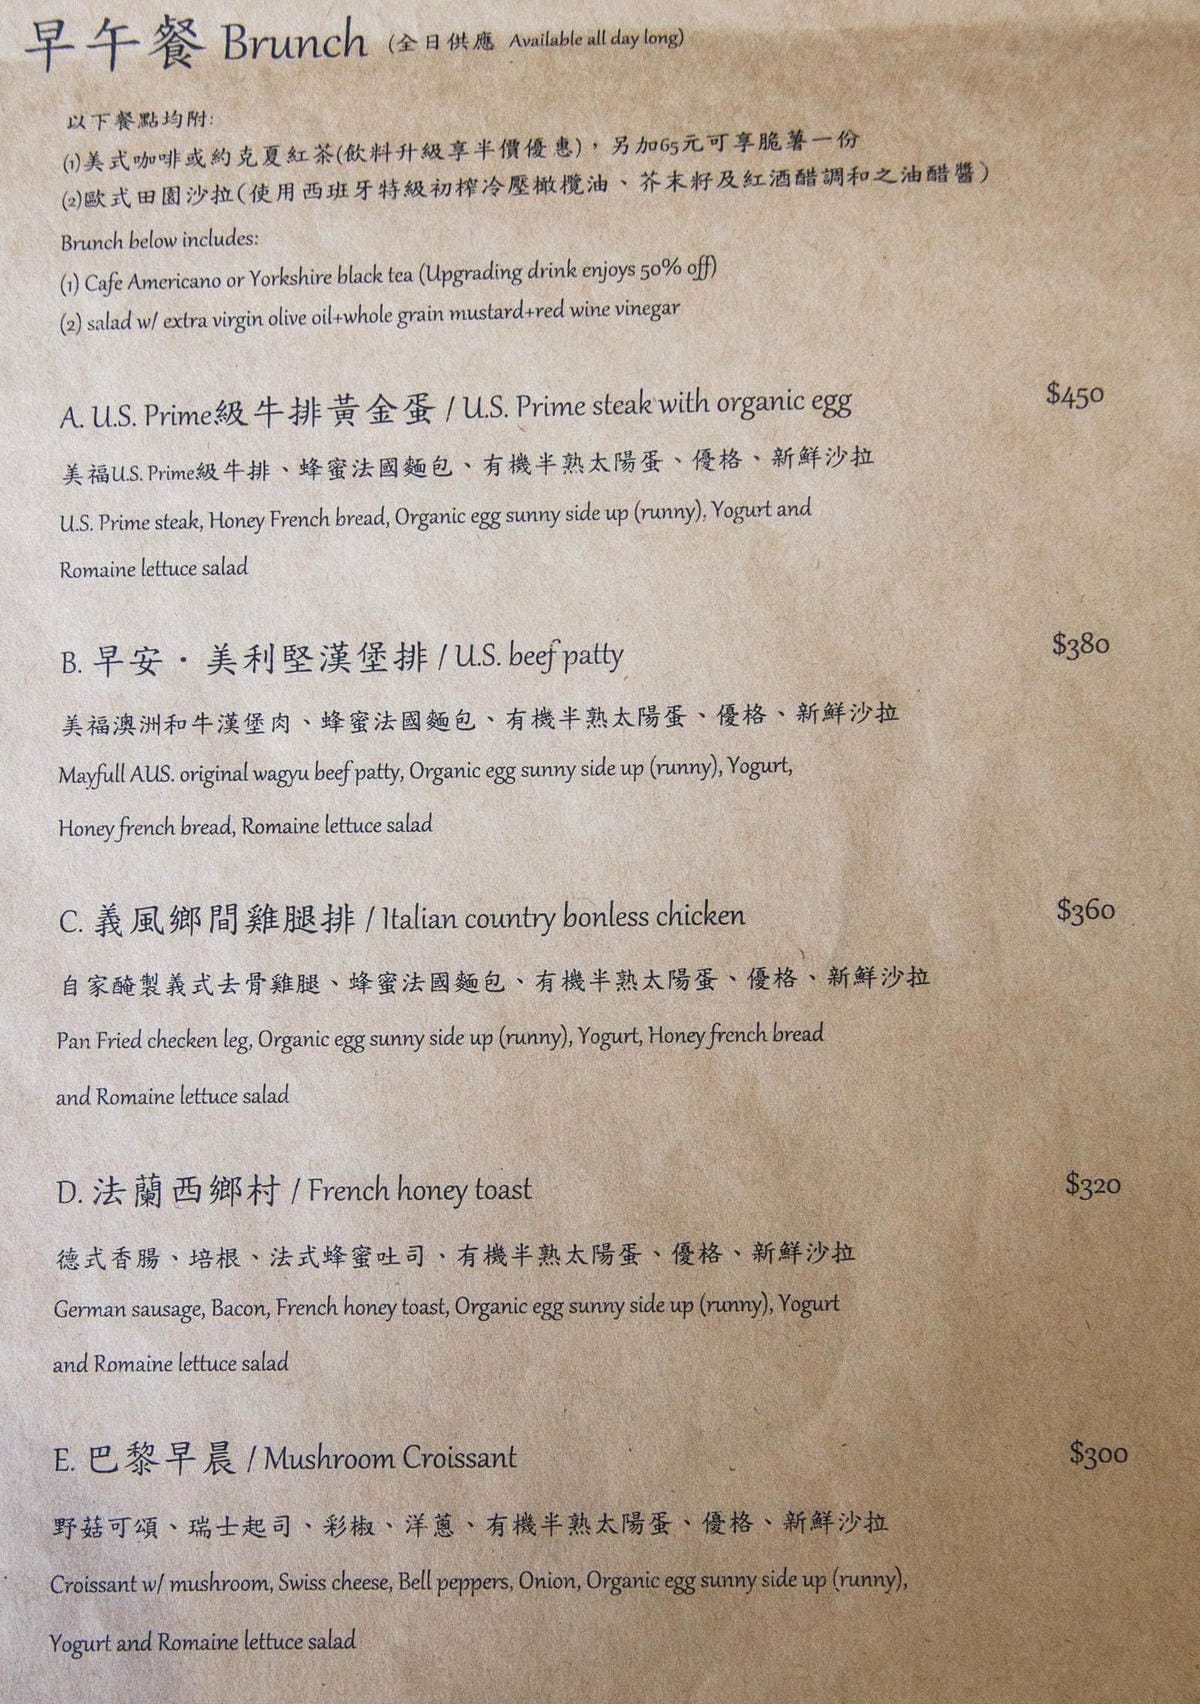 早午餐 Brunch (全日供應 Available all day long)
以下餐點均附:
(1)美式咖啡或約克夏紅茶(飲料升級享半價優惠)，另加65元可享脆薯一份
(2)歐式田園沙拉(使用西班牙特級初榨冷壓橄欖油、芥末籽及紅酒醋調和之油醋醬)
Brunch below includes:
(1) Cafe Americano or Yorkshire black tea (Upgrading drink enjoys 50% off)
(2) salad w/ extra virgin olive oil+whole grain mustard+red wine vinegar
A. U.S. Prime級牛排黃金蛋 / U.S. Prime steak with organic egg $450
美福U.S. Prime級牛排、蜂蜜法國麵包、有機半熟太陽蛋、優格、新鮮沙拉
U.S. Prime steak, Honey French bread, Organic egg sunny side up (runny), Yogurt and
Romaine lettuce salad
B. 早安・美利堅漢堡排 / U.S. beef patty $380
美福澳洲和牛漢堡肉、蜂蜜法國麵包、有機半熟太陽蛋、優格、新鮮沙拉
Mayfull AUS. original wagyu beef patty, Organic egg sunny side up (runny), Yogurt,
Honey french bread, Romaine lettuce salad
C. 義風鄉間雞腿排 / Italian country bonless chicken $360
自家醃製義式去骨雞腿、蜂蜜法國麵包、有機半熟太陽蛋、優格、新鮮沙拉
Pan Fried checken leg, Organic egg sunny side up (runny), Yogurt, Honey french bread
and Romaine lettuce salad
D. 法蘭西鄉村 / French honey toast $320
德式香腸、培根、法式蜂蜜吐司、有機半熟太陽蛋、優格、新鮮沙拉
German sausage, Bacon, French honey toast, Organic egg sunny side up (runny), Yogurt
and Romaine lettuce salad
E. 巴黎早晨 / Mushroom Croissant $300
野菇可頌、瑞士起司、彩椒、洋蔥、有機半熟太陽蛋、優格、新鮮沙拉
Croissant w/ mushroom, Swiss cheese, Bell peppers, Onion, Organic egg sunny side up (runny),
Yogurt and Romaine lettuce salad